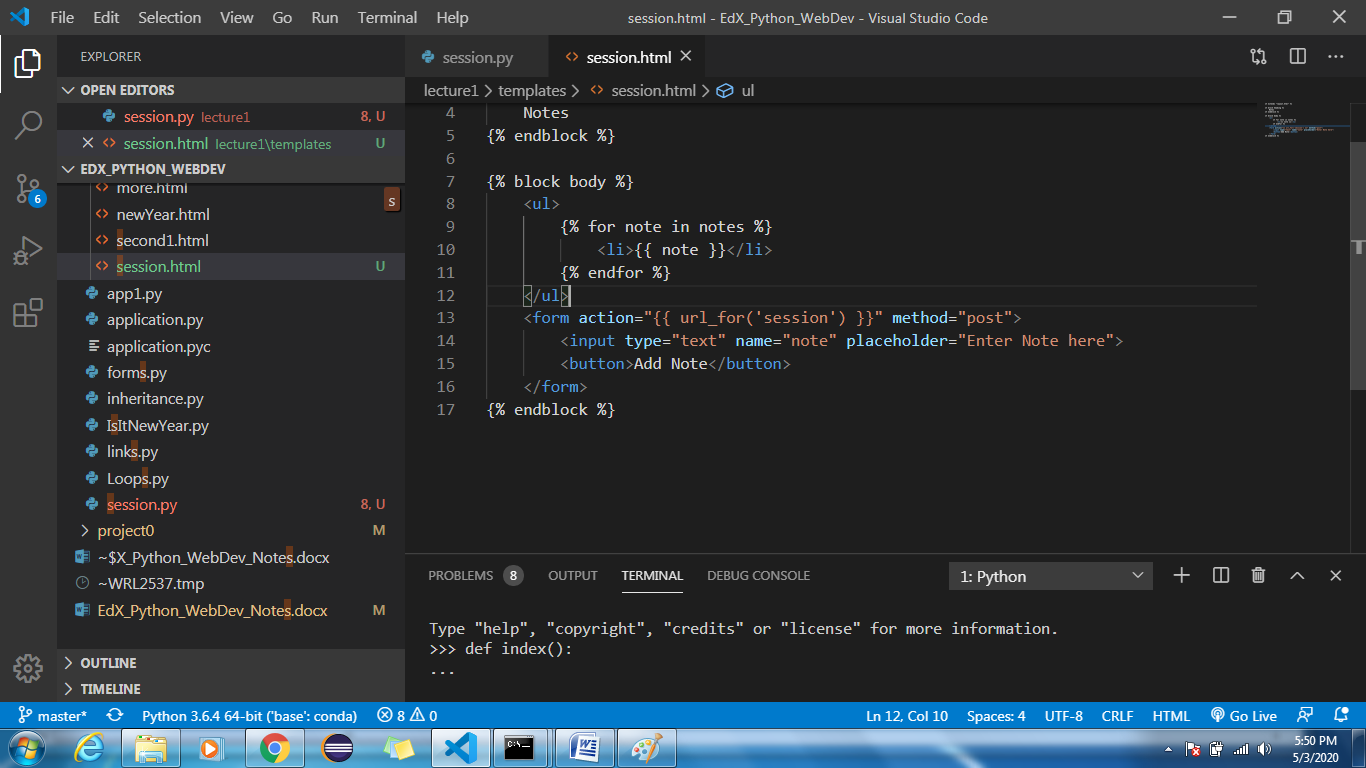 File Edit Selection View Go Run Terminal Help session.html - EdX_Python_WebDev - Visual Studio Code
EXPLORER
OPEN EDITORS
session.py lecture1 8, U
session.html lecture1\templates U
EDX_PYTHON_WEBDEV
more.html
s
newYear.html
second1.html
session.html U
app1.py
application.py
application.pyc
forms.py
inheritance.py
IsItNewYear.py
links.py
Loops.py
session.py 8, U
project0 M
~$X_Python_WebDev_Notes.docx
~WRL2537.tmp
EdX_Python_WebDev_Notes.docx M
OUTLINE
TIMELINE
6
session.py session.html
lecture1 > templates > session.html > ul
4 Notes
5 {% endblock %}
6
7 {% block body %}
8 <ul>
9 {% for note in notes %}
10 <li>{{ note }}</li>
11 {% endfor %}
12 </ul>
13 <form action="{{ url_for('session') }}" method="post">
14 <input type="text" name="note" placeholder="Enter Note here">
15 <button>Add Note</button>
16 </form>
17 {% endblock %}
PROBLEMS 8 OUTPUT TERMINAL DEBUG CONSOLE 1: Python
Type "help", "copyright", "credits" or "license" for more information.
>>> def index():
...
master* Python 3.6.4 64-bit ('base': conda) 8 0 Ln 12, Col 10 Spaces: 4 UTF-8 CRLF HTML Go Live
5:50 PM
5/3/2020